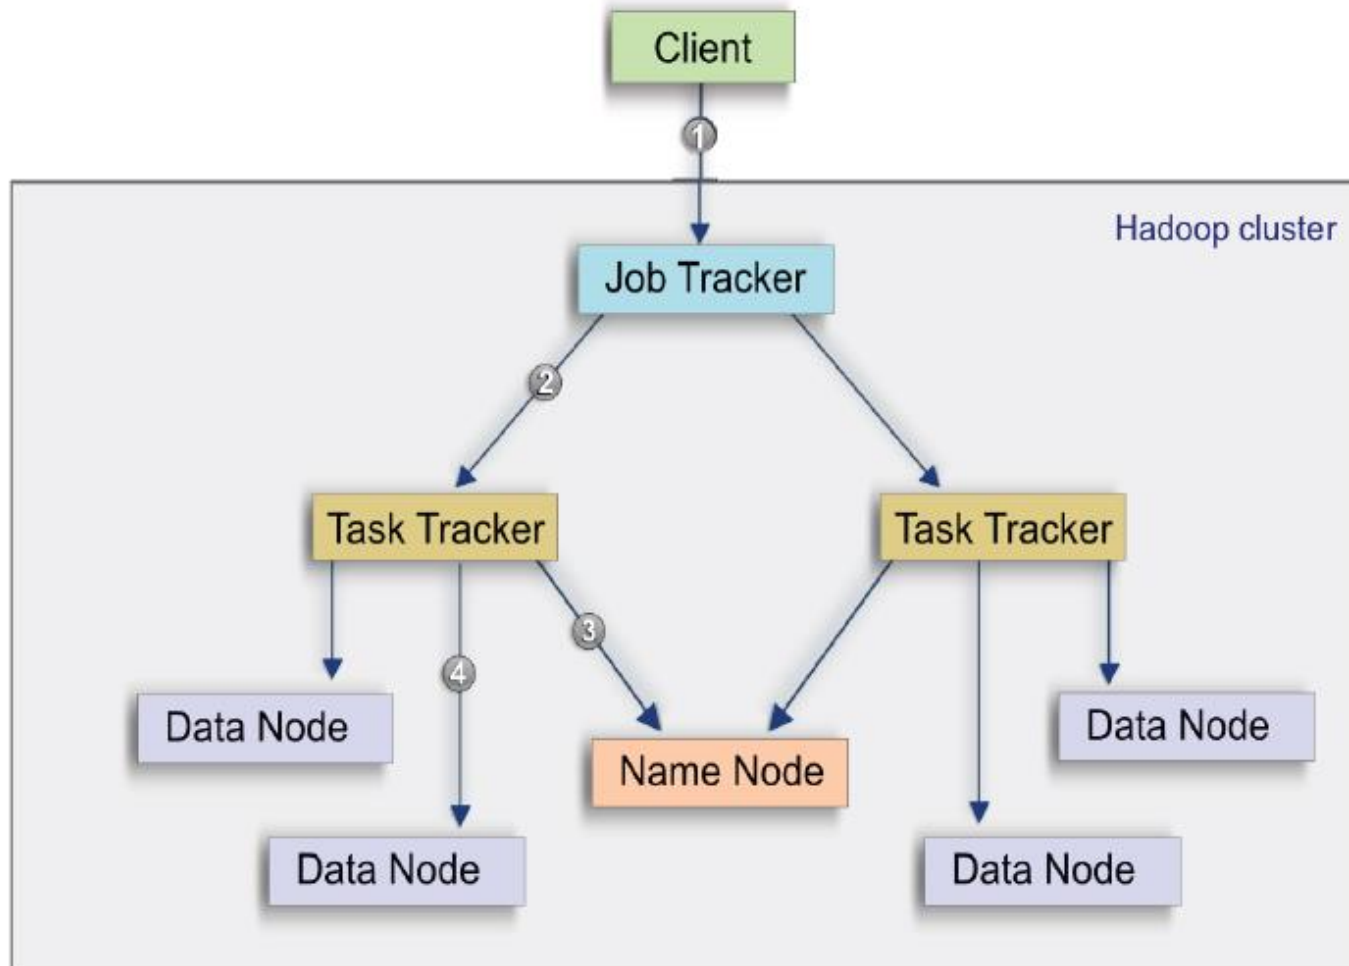 Client
1
Hadoop cluster
Job Tracker
2
Task Tracker
Task Tracker
3
4
Data Node
Data Node
Name Node
Data Node
Data Node